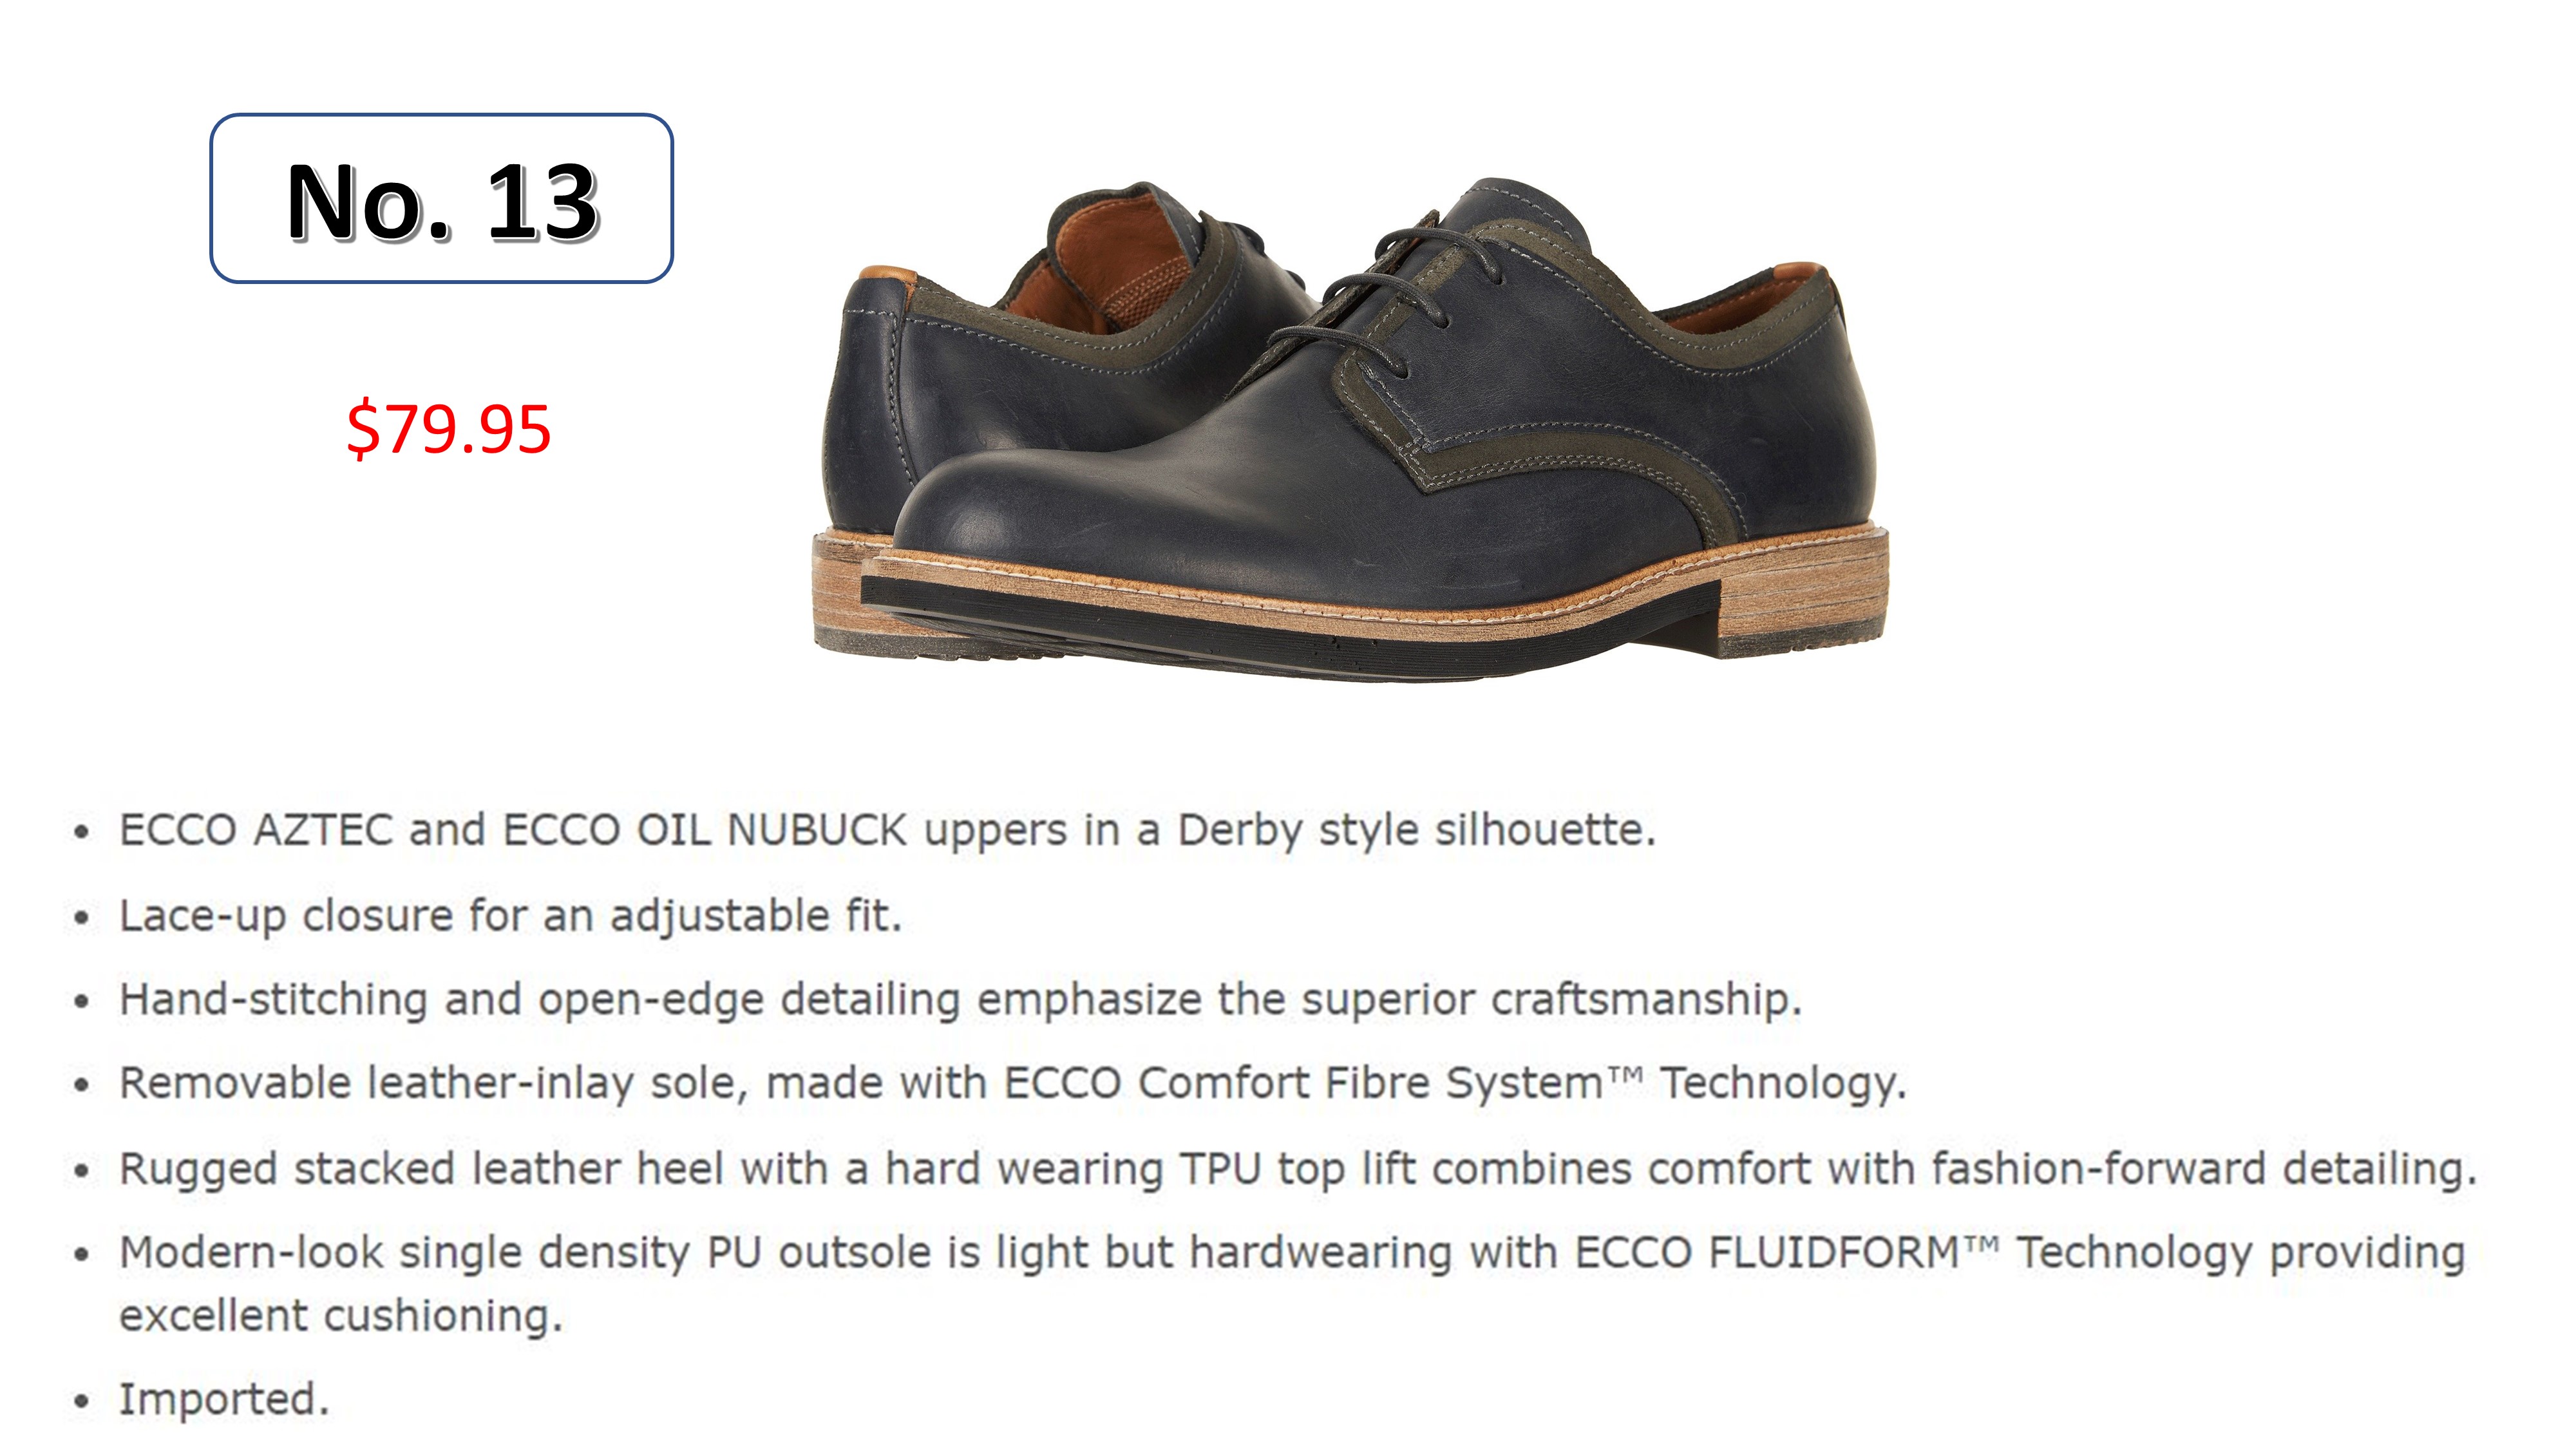 No. 13
$79.95
• ECCO AZTEC and ECCO OIL NUBUCK uppers in a Derby style silhouette.
• Lace-up closure for an adjustable fit.
• Hand-stitching and open-edge detailing emphasize the superior craftsmanship.
• Removable leather-inlay sole, made with ECCO Comfort Fibre System™ Technology.
• Rugged stacked leather heel with a hard wearing TPU top lift combines comfort with fashion-forward detailing.
• Modern-look single density PU outsole is light but hardwearing with ECCO FLUIDFORM™ Technology providing
excellent cushioning.
• Imported.